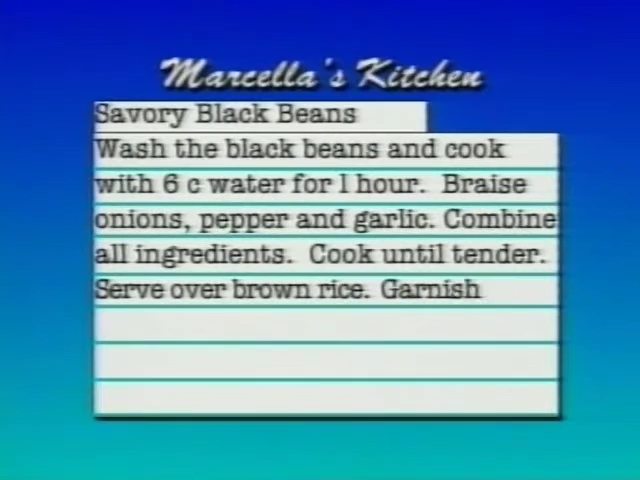 Marcella's Kitchen
Savory Black Beans
Wash the black beans and cook
with 6 c water for 1 hour. Braise
onions, pepper and garlic. Combine
all ingredients. Cook until tender.
Serve over brown rice. Garnish